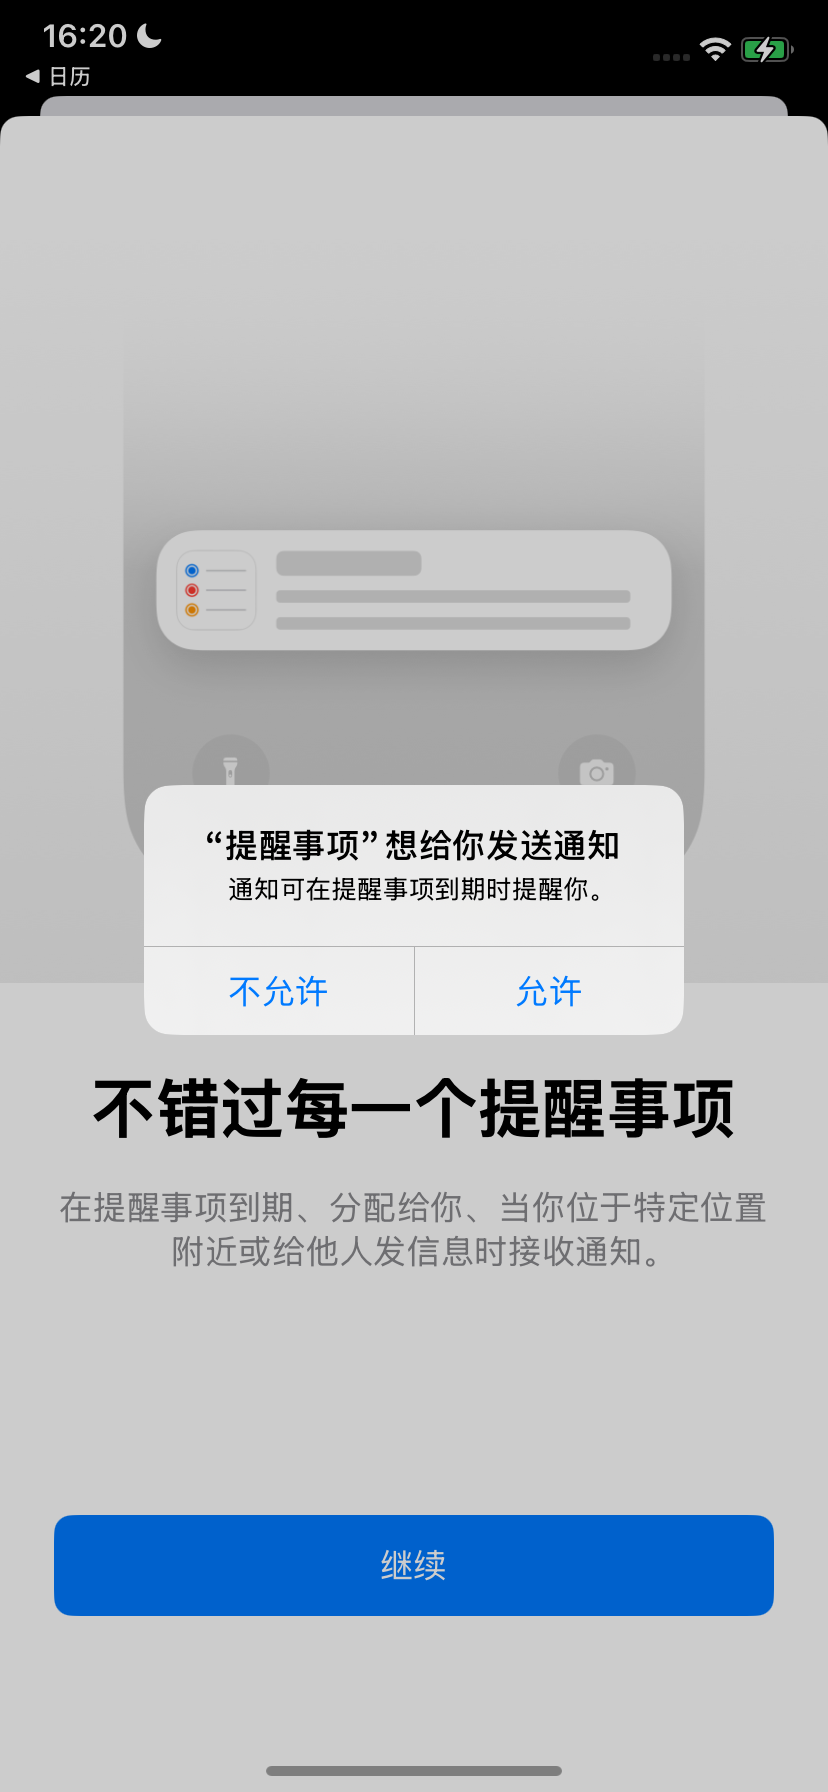 16:20
日历
“提醒事项”想给你发送通知
通知可在提醒事项到期时提醒你。
不允许
允许
不错过每一个提醒事项
在提醒事项到期、分配给你、当你位于特定位置
附近或给他人发信息时接收通知。
继续